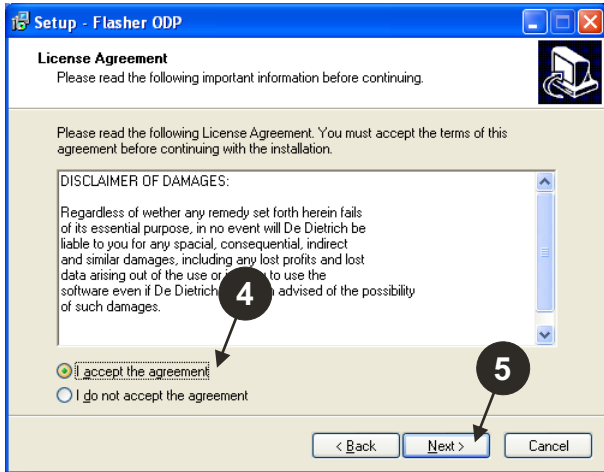 Setup - Flasher ODP
License Agreement
Please read the following important information before continuing.
Please read the following License Agreement. You must accept the terms of this
agreement before continuing with the installation.
DISCLAIMER OF DAMAGES:
Regardless of wether any remedy set forth herein fails
of its essential purpose, in no event will De Dietrich be
liable to you for any spacial, consequential, indirect
and similar damages, including any lost profits and lost
data arising out of the use or to use the
software even if De Dietrich advised of the possibility
of such damages.
4
I accept the agreement
5
I do not accept the agreement
< Back
Next >
Cancel